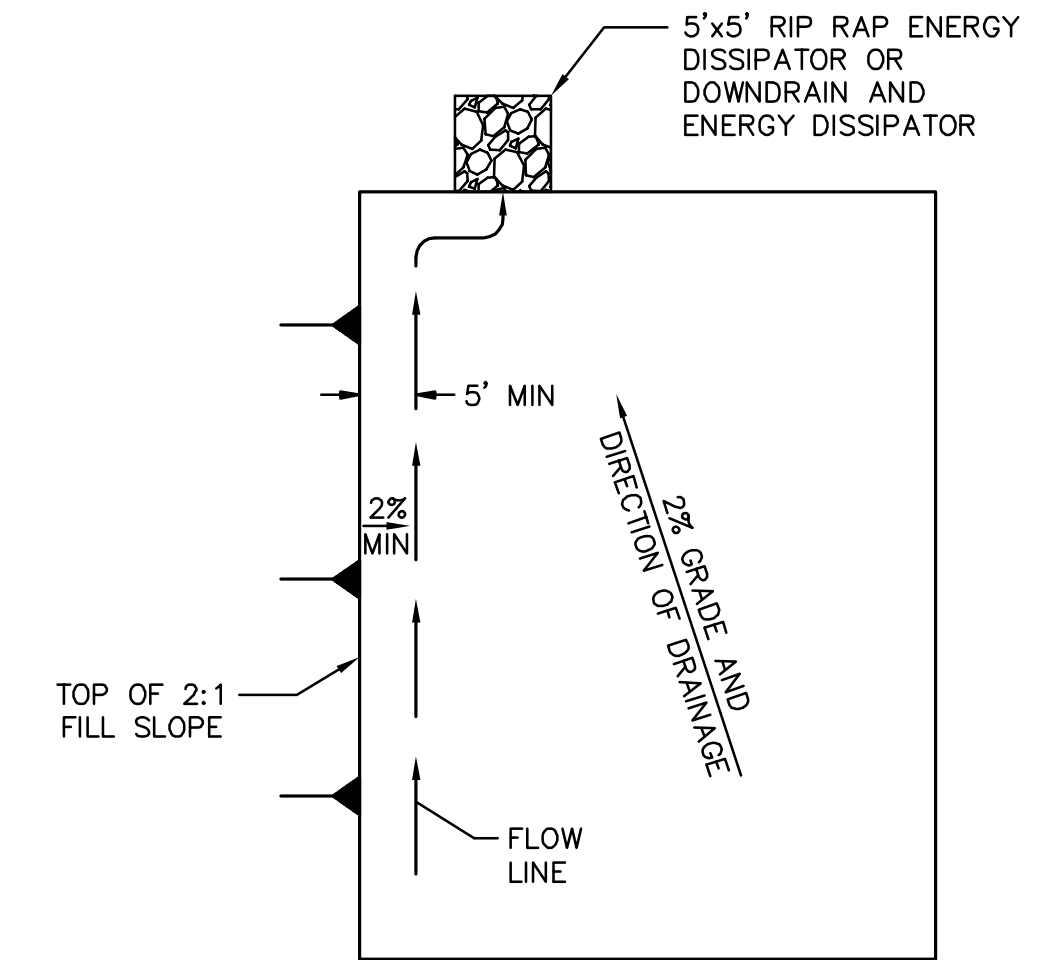 5'x5' RIP RAP ENERGY
DISSIPATOR OR
DOWNDRAIN AND
ENERGY DISSIPATOR
5' MIN
2%
MIN
2% GRADE AND
DIRECTION OF DRAINAGE
TOP OF 2:1
FILL SLOPE
FLOW
LINE